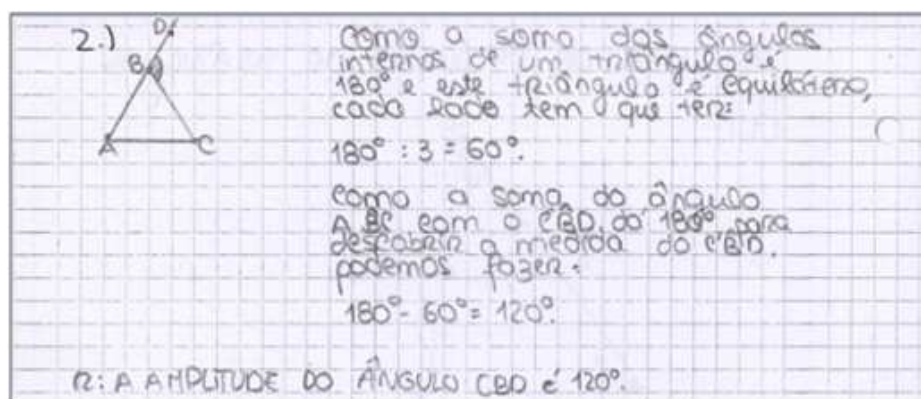 2.)
D
B
A C
Como a soma dos ângulos
internos de um triângulo é
180° e este triângulo é equilátero,
cada lado tem que ter:
180° : 3 = 60°.
Como a soma do ângulo
ABC com o CBD dá 180° para
descobrir a medida do CBD.
podemos fazer:
180° - 60° = 120°.
R: A AMPLITUDE DO ÂNGULO CBD é 120°.